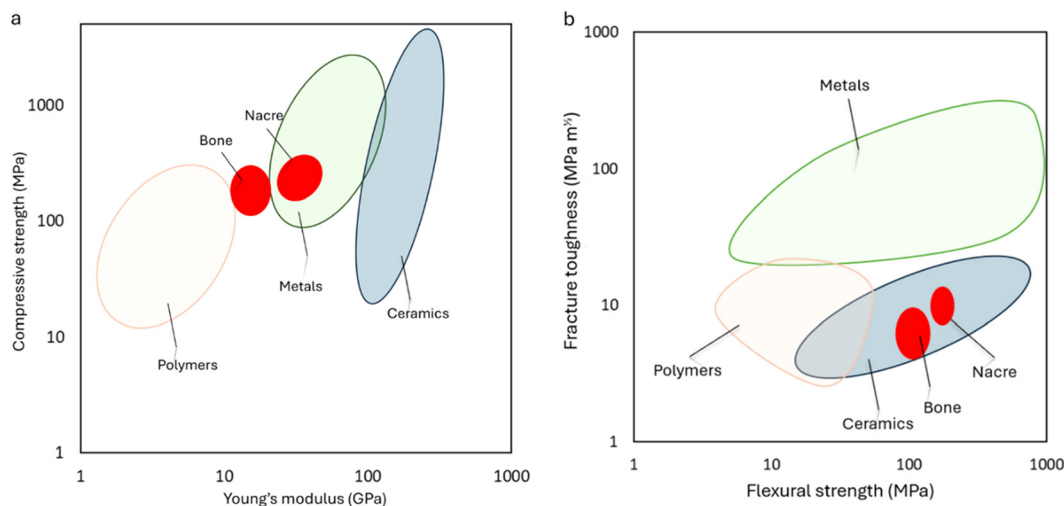 a
Compressive strength (MPa)
1000
100
10
1
Nacre
Bone
Metals
Ceramics
Polymers
1 10 100 1000
Young's modulus (GPa)
b
Fracture toughness (MPa m½)
1000
100
10
1
Metals
Polymers
Nacre
Bone
Ceramics
1 10 100 1000
Flexural strength (MPa)